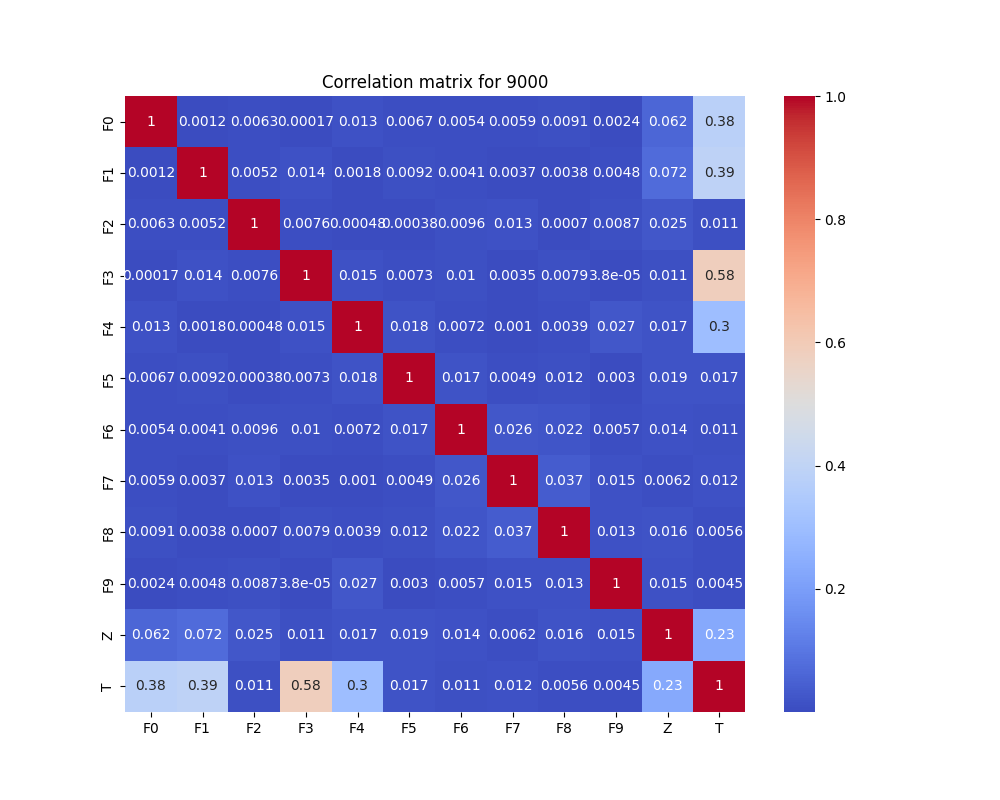 Correlation matrix for 9000
F0 1 0.0012 0.0063 0.00017 0.013 0.0067 0.0054 0.0059 0.0091 0.0024 0.062 0.38
F1 0.0012 1 0.0052 0.014 0.0018 0.0092 0.0041 0.0037 0.0038 0.0048 0.072 0.39
F2 0.0063 0.0052 1 0.0076 0.00048 0.00038 0.0096 0.013 0.0007 0.0087 0.025 0.011
F3 0.00017 0.014 0.0076 1 0.015 0.0073 0.01 0.0035 0.0079 3.8e-05 0.011 0.58
F4 0.013 0.0018 0.00048 0.015 1 0.018 0.0072 0.001 0.0039 0.027 0.017 0.3
F5 0.0067 0.0092 0.00038 0.0073 0.018 1 0.017 0.0049 0.012 0.003 0.019 0.017
F6 0.0054 0.0041 0.0096 0.01 0.0072 0.017 1 0.026 0.022 0.0057 0.014 0.011
F7 0.0059 0.0037 0.013 0.0035 0.001 0.0049 0.026 1 0.037 0.015 0.0062 0.012
F8 0.0091 0.0038 0.0007 0.0079 0.0039 0.012 0.022 0.037 1 0.013 0.016 0.0056
F9 0.0024 0.0048 0.0087 3.8e-05 0.027 0.003 0.0057 0.015 0.013 1 0.015 0.0045
Z 0.062 0.072 0.025 0.011 0.017 0.019 0.014 0.0062 0.016 0.015 1 0.23
T 0.38 0.39 0.011 0.58 0.3 0.017 0.011 0.012 0.0056 0.0045 0.23 1
F0 F1 F2 F3 F4 F5 F6 F7 F8 F9 Z T
1.0
0.8
0.6
0.4
0.2